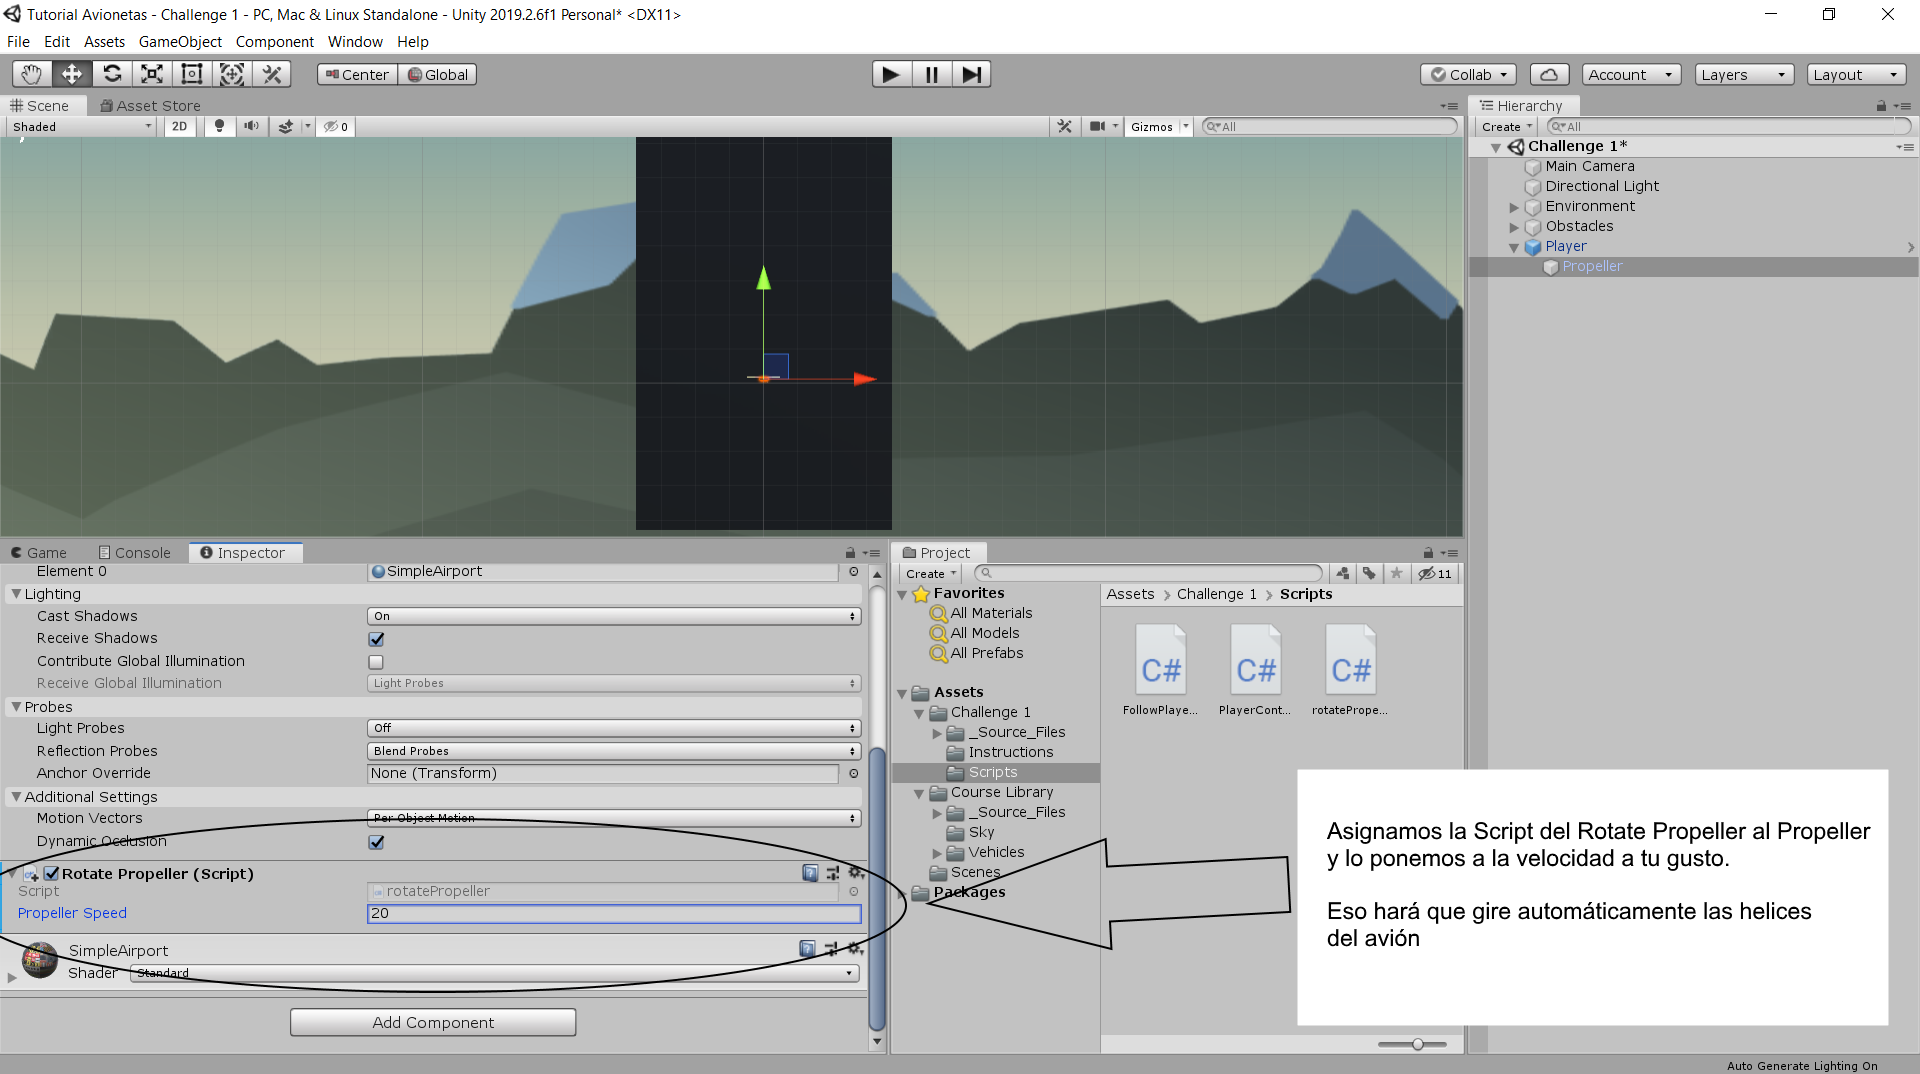 Tutorial Avionetas - Challenge 1 - PC, Mac & Linux Standalone - Unity 2019.2.6f1 Personal* <DX11>
File Edit Assets GameObject Component Window Help
Center Global Collab Account Layers Layout
Scene Asset Store
Shaded 2D 0 Gizmos All
Hierarchy
Create All
Challenge 1*
Main Camera
Directional Light
Environment
Obstacles
Player
Propeller
Game Console Inspector
Element 0 SimpleAirport
Lighting
Cast Shadows On
Receive Shadows
Contribute Global Illumination
Receive Global Illumination Light Probes
Probes
Light Probes Off
Reflection Probes Blend Probes
Anchor Override None (Transform)
Additional Settings
Motion Vectors Per Object Motion
Dynamic Occlusion
Rotate Propeller (Script)
Script rotatePropeller
Propeller Speed 20
SimpleAirport
Shader Standard
Add Component
Project
Create 11
Favorites
All Materials
All Models
All Prefabs
Assets
Challenge 1
_Source_Files
Instructions
Scripts
Course Library
_Source_Files
Sky
Vehicles
Scenes
Packages
Assets > Challenge 1 > Scripts
C# C# C#
FollowPlaye... PlayerCont... rotatePrope...
Asignamos la Script del Rotate Propeller al Propeller
y lo ponemos a la velocidad a tu gusto.
Eso hará que gire automáticamente las helices
del avión
Auto Generate Lighting On